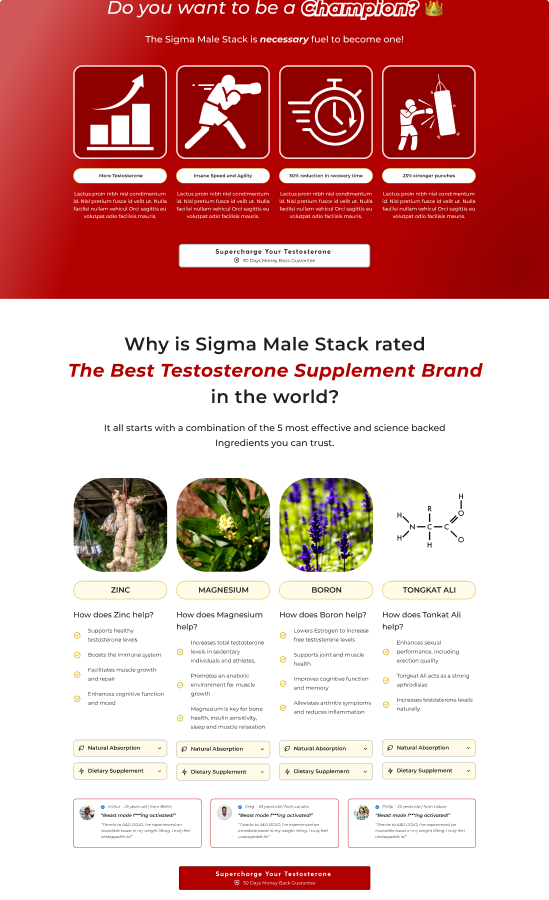 Do you want to be a Champion? 👑
The Sigma Male Stack is necessary fuel to become one!
More Testosterone
Insane Speed and Agility
50% reduction in recovery time
23% stronger punches
Lectus proin nibh nisl condimentum
id. Nisl pretium fusce id velit ut. Nulla
facilisi nullam vehicul Orci sagittis eu
volutpat odio facilisis mauris.
Lectus proin nibh nisl condimentum
id. Nisl pretium fusce id velit ut. Nulla
facilisi nullam vehicul Orci sagittis eu
volutpat odio facilisis mauris.
Lectus proin nibh nisl condimentum
id. Nisl pretium fusce id velit ut. Nulla
facilisi nullam vehicul Orci sagittis eu
volutpat odio facilisis mauris.
Lectus proin nibh nisl condimentum
id. Nisl pretium fusce id velit ut. Nulla
facilisi nullam vehicul Orci sagittis eu
volutpat odio facilisis mauris.
Supercharge Your Testosterone
30 Days Money Back Guarantee
Why is Sigma Male Stack rated
The Best Testosterone Supplement Brand
in the world?
It all starts with a combination of the 5 most effective and science backed
Ingredients you can trust.
H
H
N
R
C
H
C
H
O
O
ZINC
How does Zinc help?
Supports healthy
testosterone levels
Boosts the immune system
Facilitates muscle growth
and repair
Enhances cognitive function
and mood
Natural Absorption
Dietary Supplement
MAGNESIUM
How does Magnesium
help?
Increases total testosterone
levels in sedentary
individuals and athletes.
Promotes an anabolic
environment for muscle
growth
Magnesium is key for bone
health, insulin sensitivity,
sleep and muscle relaxation
Natural Absorption
Dietary Supplement
BORON
How does Boron help?
Lowers Estrogen to increase
free testosterone levels
Supports joint and muscle
health
Improves cognitive function
and memory
Alleviates arthritis symptoms
and reduces inflammation
Natural Absorption
Dietary Supplement
TONGKAT ALI
How does Tonkat Ali
help?
Enhances sexual
performance, including
erection quality
Tongkat Ali acts as a strong
aphrodisiac
Increases testosterone levels
naturally
Natural Absorption
Dietary Supplement
25 years old | from Berlin
"Beast mode f***ing activated!"
"Thanks to A&D DOJO, I've experienced an
incredible boost in my weight lifting. I truly feel
unstoppable lol"
Greg - 33 years old | from London
"Beast mode f***ing activated!"
"Thanks to A&D DOJO, I've experienced an
incredible boost in my weight lifting. I truly feel
unstoppable lol"
Philip - 23 years old | from Lisbon
"Beast mode f***ing activated!"
"Thanks to A&D DOJO, I've experienced an
incredible boost in my weight lifting. I truly feel
unstoppable lol"
Supercharge Your Testosterone
30 Days Money Back Guarantee